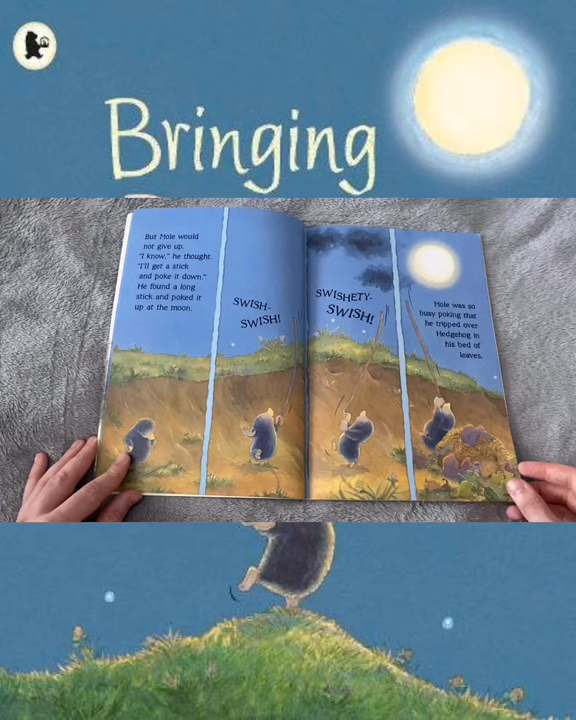 Bringing
But Mole would
not give up.
"I know," he thought.
"I'll get a stick
and poke it down."
He found a long
stick and poked it
up at the moon.
SWISH-
SWISH!
SWISHETY-
SWISH!
Mole was so
busy poking that
he tripped over
Hedgehog in
his bed of
leaves.